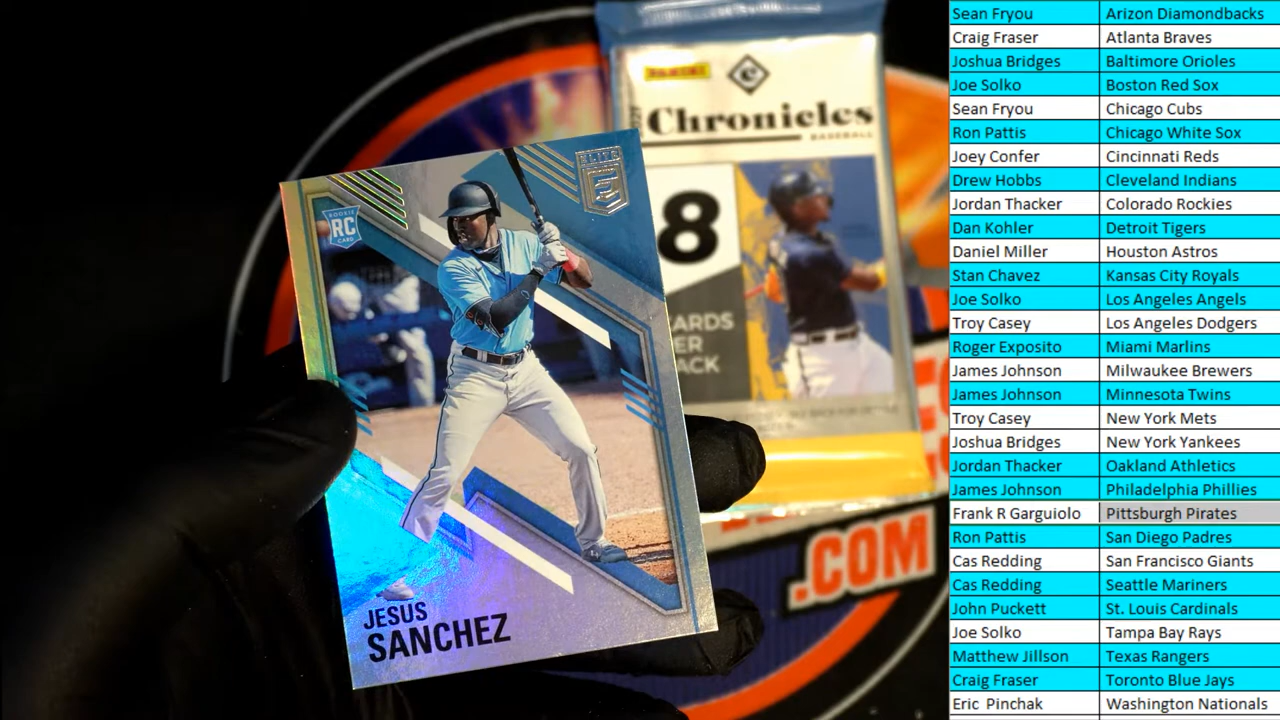 ROOKIE
RC
CARD
ELITE
JESUS
SANCHEZ
PANINI
Chronicles
BASEBALL
8
CARDS
PER
PACK
.COM
Sean Fryou Arizon Diamondbacks
Craig Fraser Atlanta Braves
Joshua Bridges Baltimore Orioles
Joe Solko Boston Red Sox
Sean Fryou Chicago Cubs
Ron Pattis Chicago White Sox
Joey Confer Cincinnati Reds
Drew Hobbs Cleveland Indians
Jordan Thacker Colorado Rockies
Dan Kohler Detroit Tigers
Daniel Miller Houston Astros
Stan Chavez Kansas City Royals
Joe Solko Los Angeles Angels
Troy Casey Los Angeles Dodgers
Roger Exposito Miami Marlins
James Johnson Milwaukee Brewers
James Johnson Minnesota Twins
Troy Casey New York Mets
Joshua Bridges New York Yankees
Jordan Thacker Oakland Athletics
James Johnson Philadelphia Phillies
Frank R Garguiolo Pittsburgh Pirates
Ron Pattis San Diego Padres
Cas Redding San Francisco Giants
Cas Redding Seattle Mariners
John Puckett St. Louis Cardinals
Joe Solko Tampa Bay Rays
Matthew Jillson Texas Rangers
Craig Fraser Toronto Blue Jays
Eric Pinchak Washington Nationals